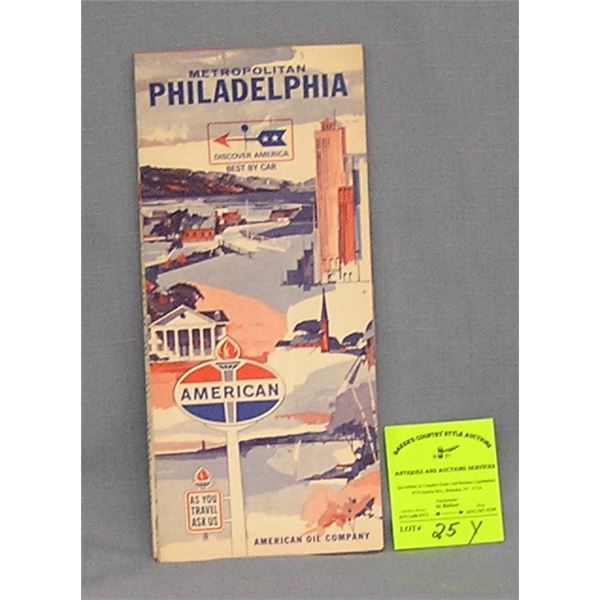 METROPOLITAN
PHILADELPHIA
DISCOVER AMERICA
BEST BY CAR
AMERICAN
AS YOU
TRAVEL
ASK US
AMERICAN OIL COMPANY
BAKER'S COUNTRY STYLE AUCTIONS
ANTIQUES AND AUCTIONS SERVICES
LOT# 25 Y